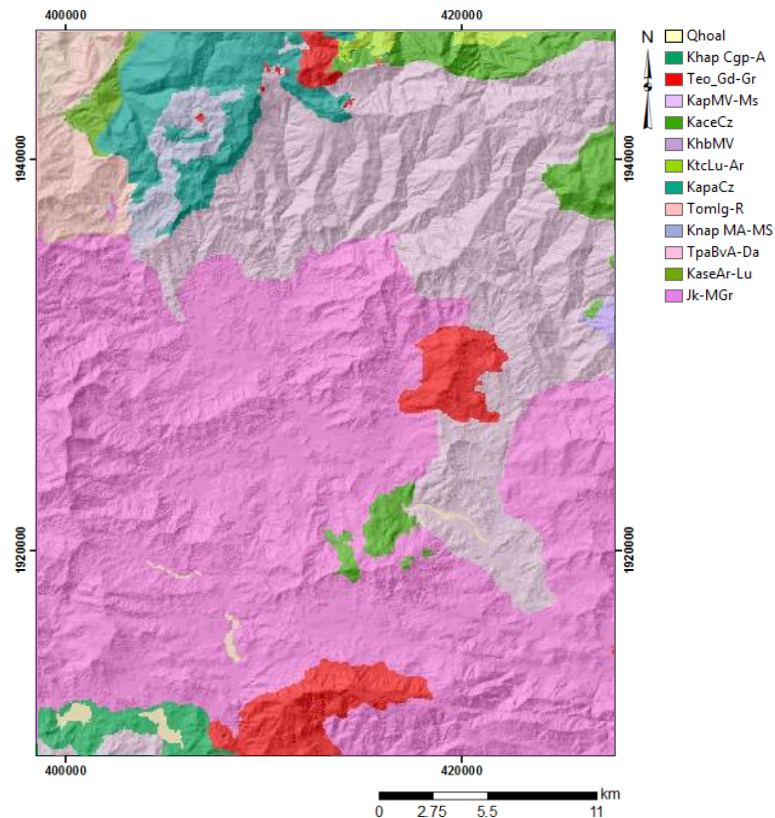 400000 420000
N
Qhoal
Khap Cgp-A
Teo_Gd-Gr
KapMV-Ms
KaceCz
KhbMV
KtcLu-Ar
KapaCz
TomIg-R
Knap MA-MS
TpaBvA-Da
KaseAr-Lu
Jk-MGr
1940000 1940000
1920000 1920000
400000 420000
km
0 2.75 5.5 11